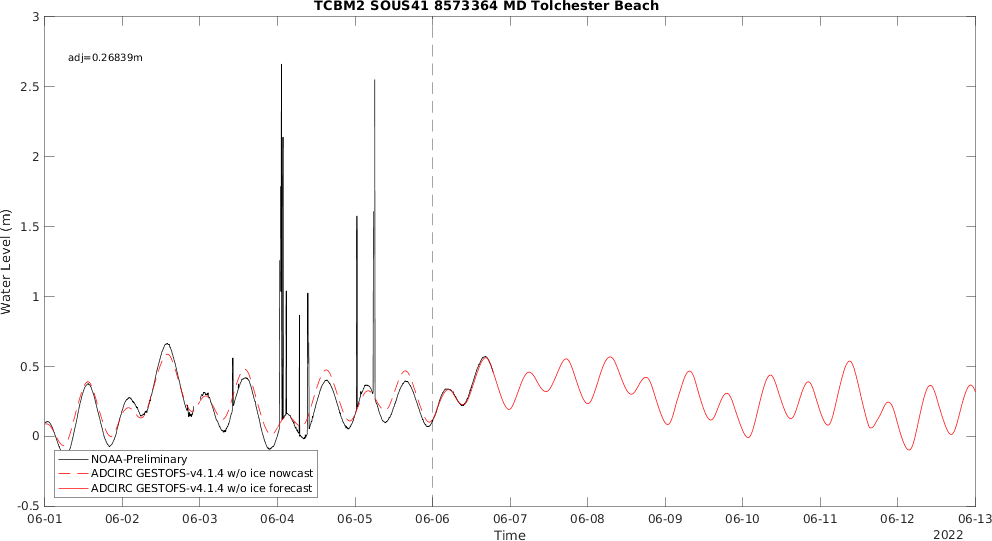 TCBM2 SOUS41 8573364 MD Tolchester Beach
adj=0.26839m
3
2.5
2
1.5
1
0.5
0
-0.5
Water Level (m)
NOAA-Preliminary
ADCIRC GESTOFS-v4.1.4 w/o ice nowcast
ADCIRC GESTOFS-v4.1.4 w/o ice forecast
06-01 06-02 06-03 06-04 06-05 06-06 06-07 06-08 06-09 06-10 06-11 06-12 06-13
Time
2022